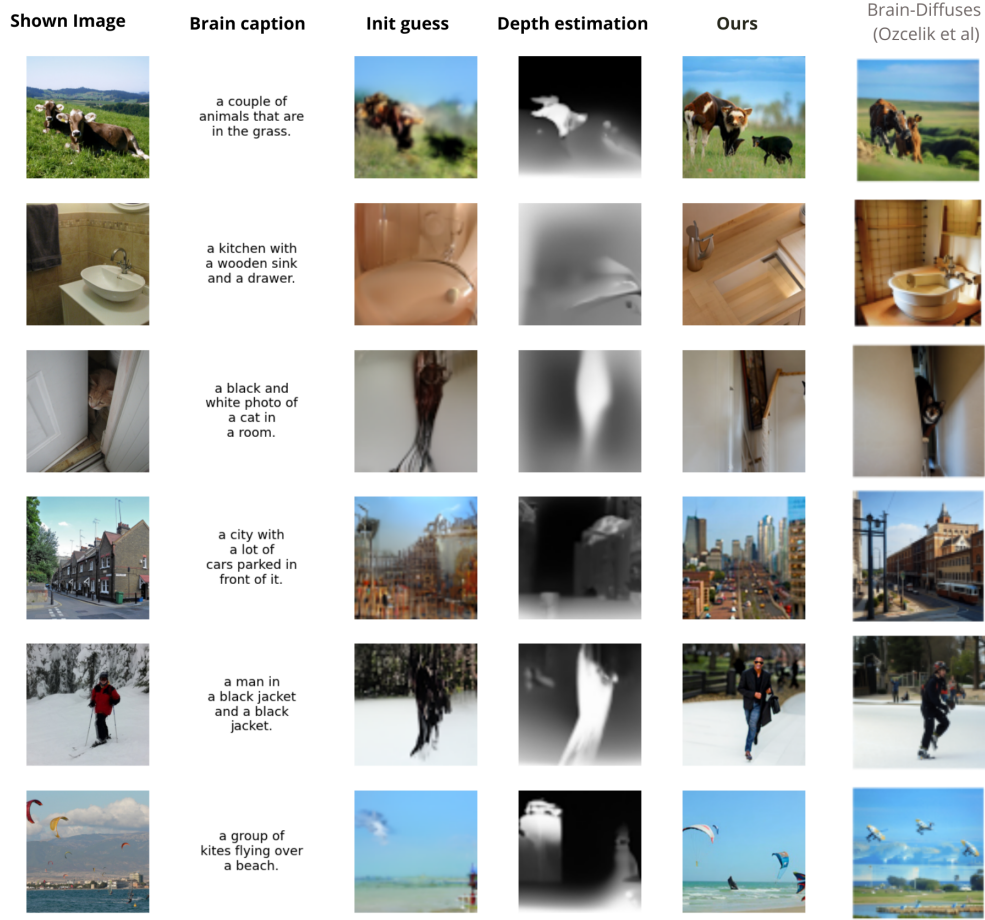 Shown Image
Brain caption
Init guess
Depth estimation
Ours
Brain-Diffuses
(Ozcelik et al)
a couple of
animals that are
in the grass.
a kitchen with
a wooden sink
and a drawer.
a black and
white photo of
a cat in
a room.
a city with
a lot of
cars parked in
front of it.
a man in
a black jacket
and a black
jacket.
a group of
kites flying over
a beach.